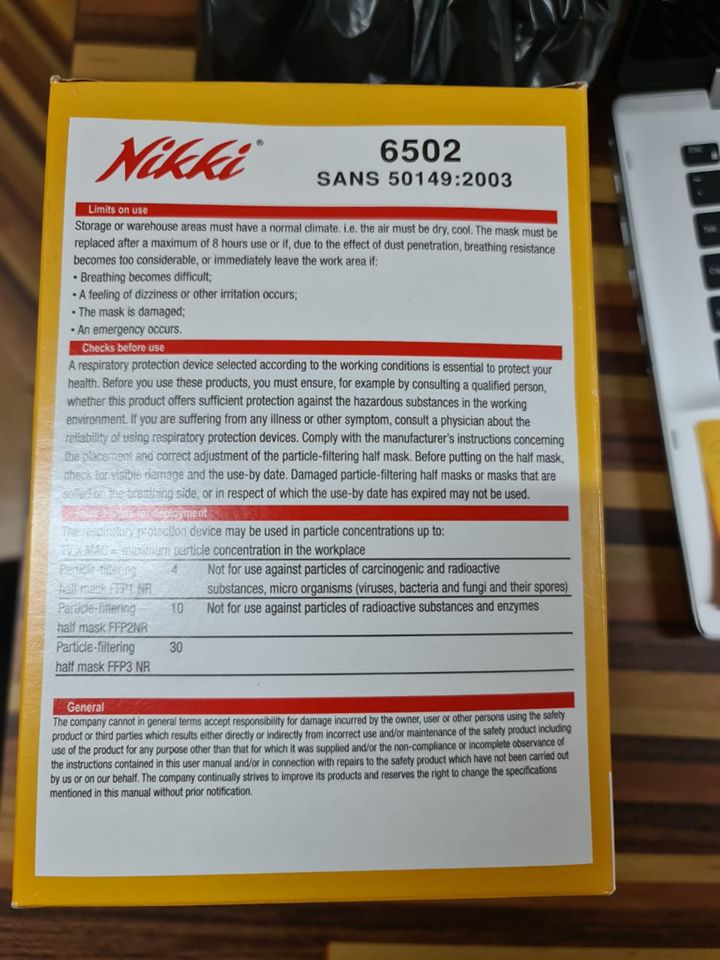 Nikki®
6502
SANS 50149:2003
Limits on use
Storage or warehouse areas must have a normal climate. i.e. the air must be dry, cool. The mask must be
replaced after a maximum of 8 hours use or if, due to the effect of dust penetration, breathing resistance
becomes too considerable, or immediately leave the work area if:
• Breathing becomes difficult;
• A feeling of dizziness or other irritation occurs;
• The mask is damaged;
• An emergency occurs.
Checks before use
A respiratory protection device selected according to the working conditions is essential to protect your
health. Before you use these products, you must ensure, for example by consulting a qualified person,
whether this product offers sufficient protection against the hazardous substances in the working
environment. If you are suffering from any illness or other symptom, consult a physician about the
reliability of using respiratory protection devices. Comply with the manufacturer's instructions concerning
the placement and correct adjustment of the particle-filtering half mask. Before putting on the half mask,
check for visible damage and the use-by date. Damaged particle-filtering half masks or masks that are
soiled on the breathing side, or in respect of which the use-by date has expired may not be used.
for deployment
The respiratory protection device may be used in particle concentrations up to:
TV X MAC = maximum particle concentration in the workplace
Particle-filtering 4 Not for use against particles of carcinogenic and radioactive
half mask FFP1 NR substances, micro organisms (viruses, bacteria and fungi and their spores)
Particle-filtering 10 Not for use against particles of radioactive substances and enzymes
half mask FFP2NR
Particle-filtering 30
half mask FFP3 NR
General
The company cannot in general terms accept responsibility for damage incurred by the owner, user or other persons using the safety
product or third parties which results either directly or indirectly from incorrect use and/or maintenance of the safety product including
use of the product for any purpose other than that for which it was supplied and/or the non-compliance or incomplete observance of
the instructions contained in this user manual and/or in connection with repairs to the safety product which have not been carried out
by us or on our behalf. The company continually strives to improve its products and reserves the right to change the specifications
mentioned in this manual without prior notification.